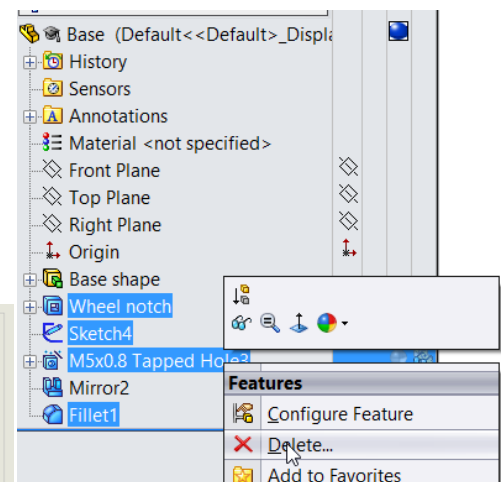 Base (Default<<Default>_Displa
History
Sensors
A Annotations
Material <not specified>
Front Plane
Top Plane
Right Plane
Origin
Base shape
Wheel notch
Sketch4
M5x0.8 Tapped Hole3
Mirror2
Fillet1
Features
Configure Feature
Delete...
Add to Favorites